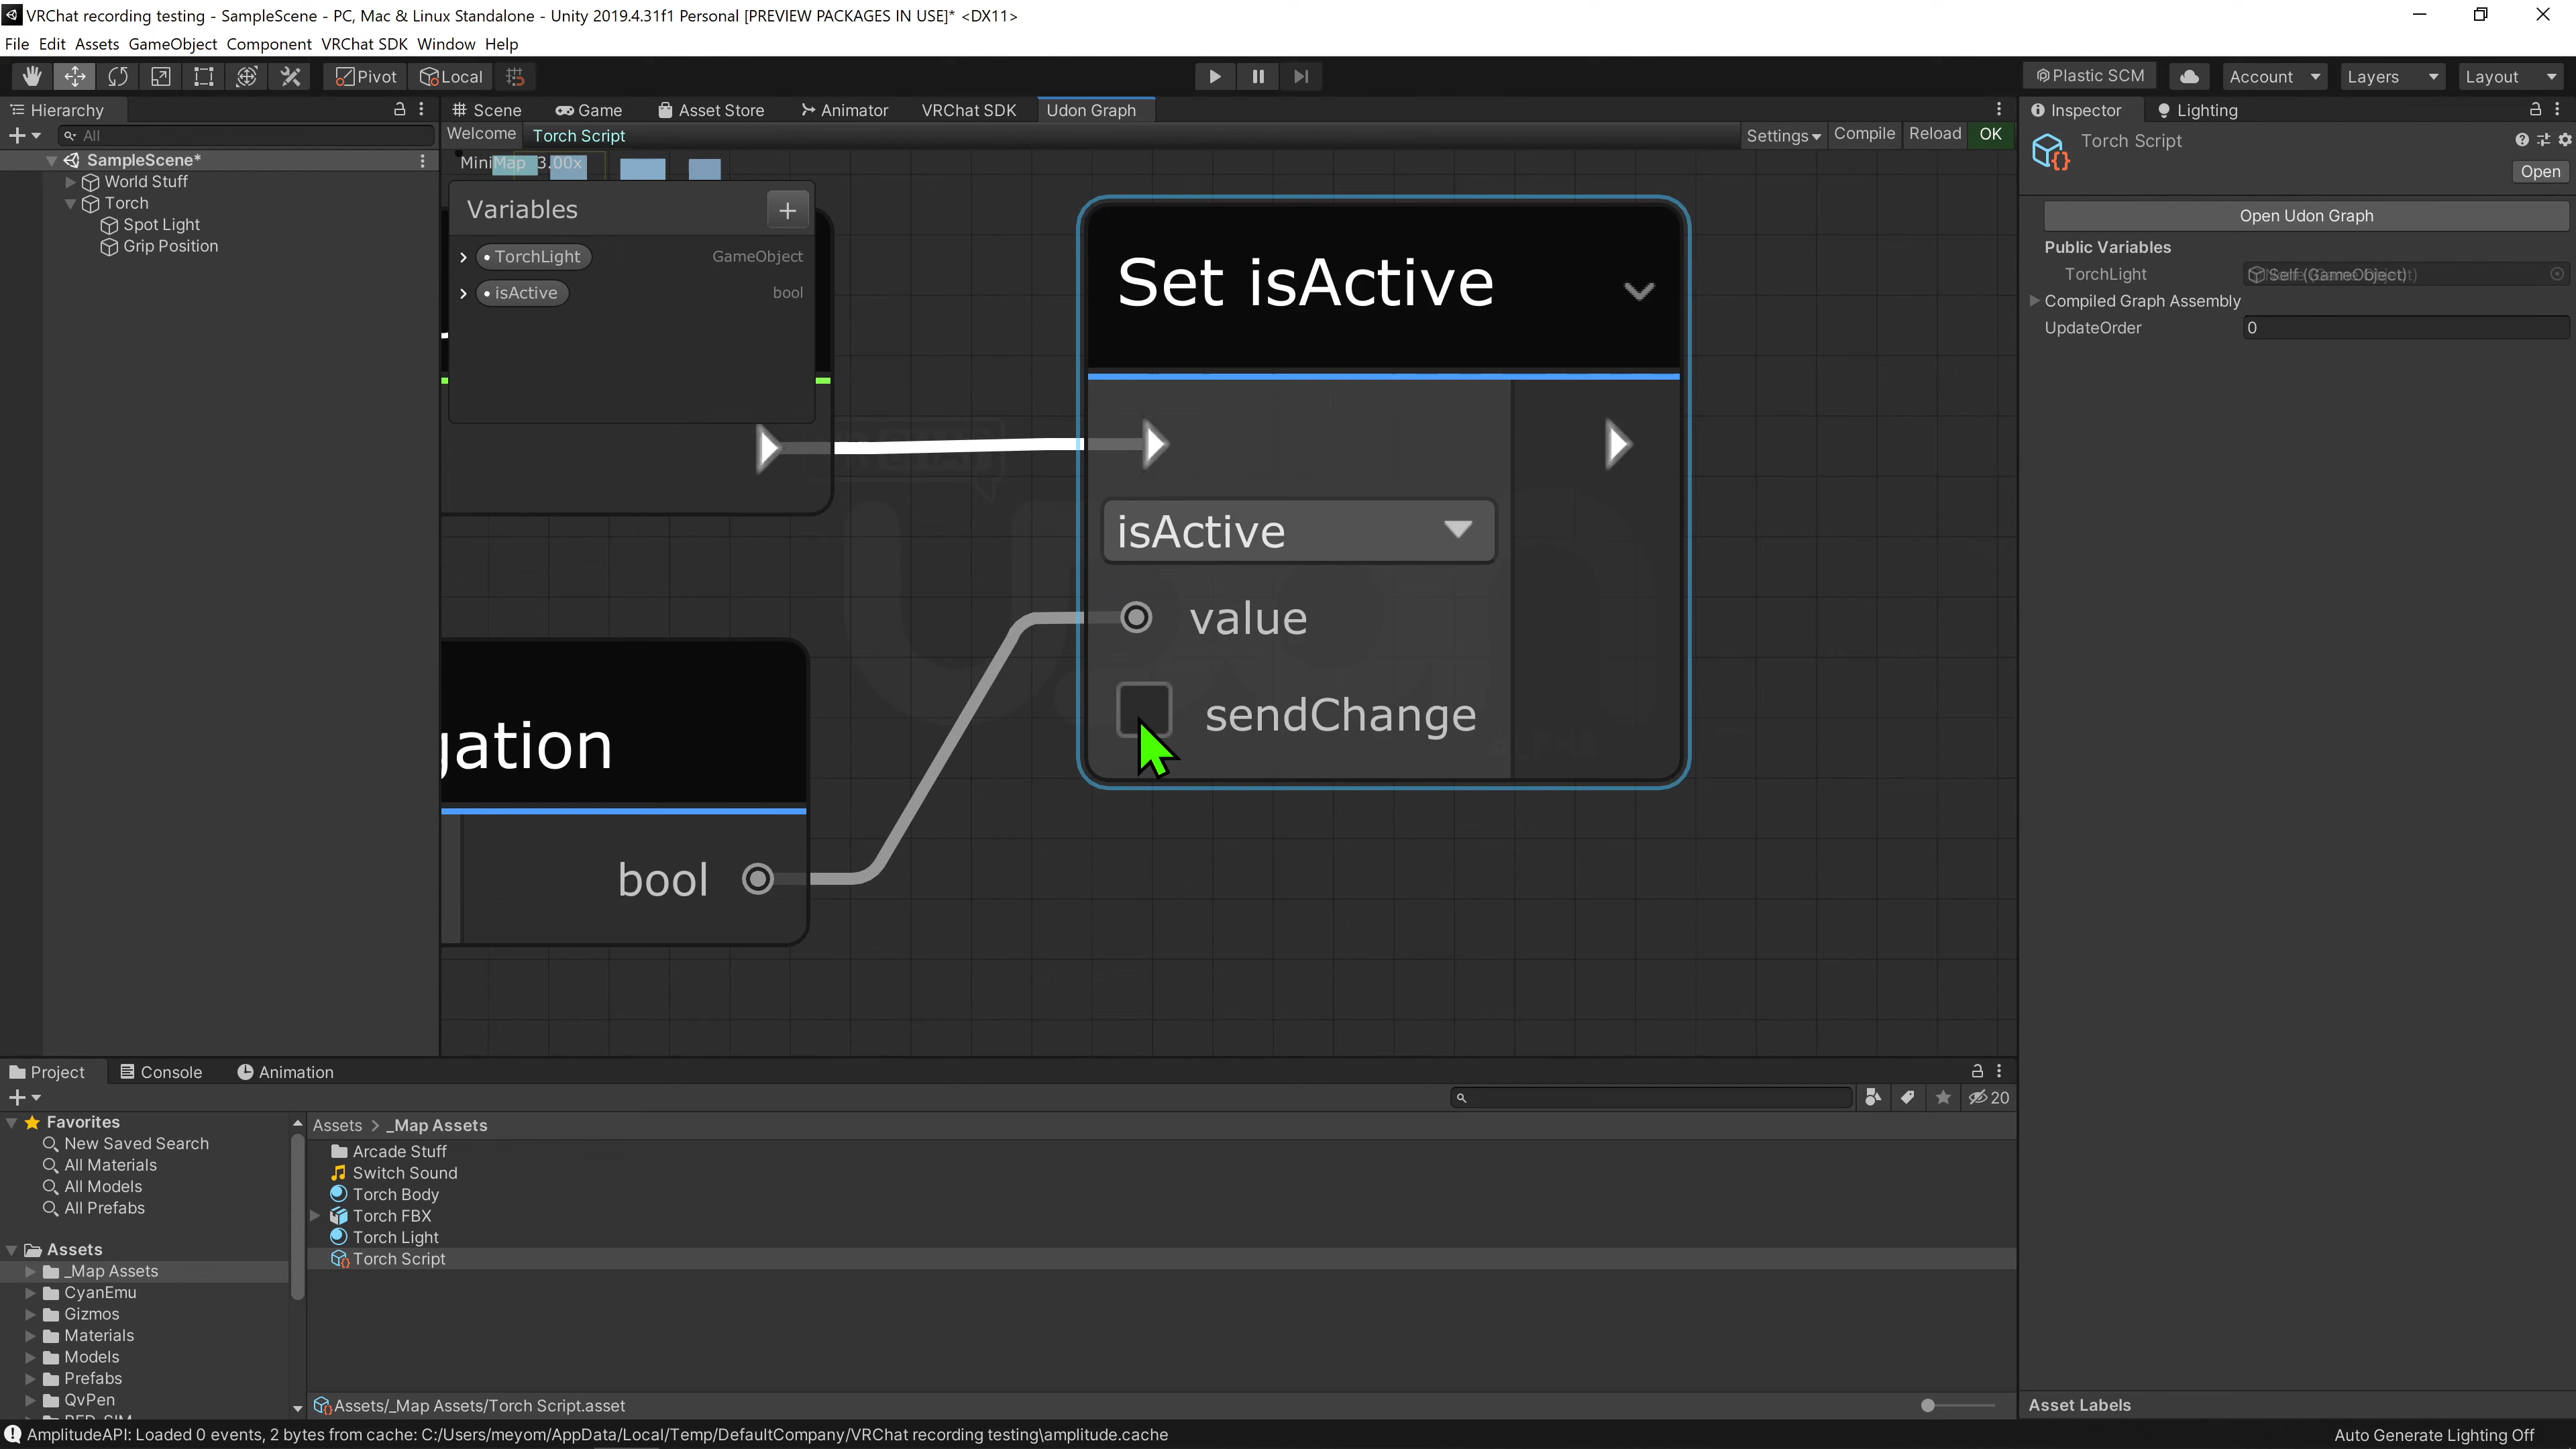 VRChat recording testing - SampleScene - PC, Mac & Linux Standalone - Unity 2019.4.31f1 Personal [PREVIEW PACKAGES IN USE]* <DX11>
File Edit Assets GameObject Component VRChat SDK Window Help
Pivot Local Plastic SCM Account Layers Layout
Hierarchy Scene Game Asset Store Animator VRChat SDK Udon Graph Inspector Lighting
All Welcome Torch Script Settings Compile Reload OK Torch Script
SampleScene* MiniMap 3.00x Open
World Stuff
Torch
Spot Light
Grip Position
Variables +
TorchLight GameObject
isActive bool
Set isActive
isActive
value
sendChange
gation
bool
Open Udon Graph
Public Variables
TorchLight Self (GameObject)
Compiled Graph Assembly
UpdateOrder 0
Project Console Animation
20
Favorites
New Saved Search
All Materials
All Models
All Prefabs
Assets
_Map Assets
CyanEmu
Gizmos
Materials
Models
Prefabs
QvPen
Assets > _Map Assets
Arcade Stuff
Switch Sound
Torch Body
Torch FBX
Torch Light
Torch Script
Assets/_Map Assets/Torch Script.asset
Asset Labels
AmplitudeAPI: Loaded 0 events, 2 bytes from cache: C:/Users/meyom/AppData/Local/Temp/DefaultCompany/VRChat recording testing\amplitude.cache
Auto Generate Lighting Off